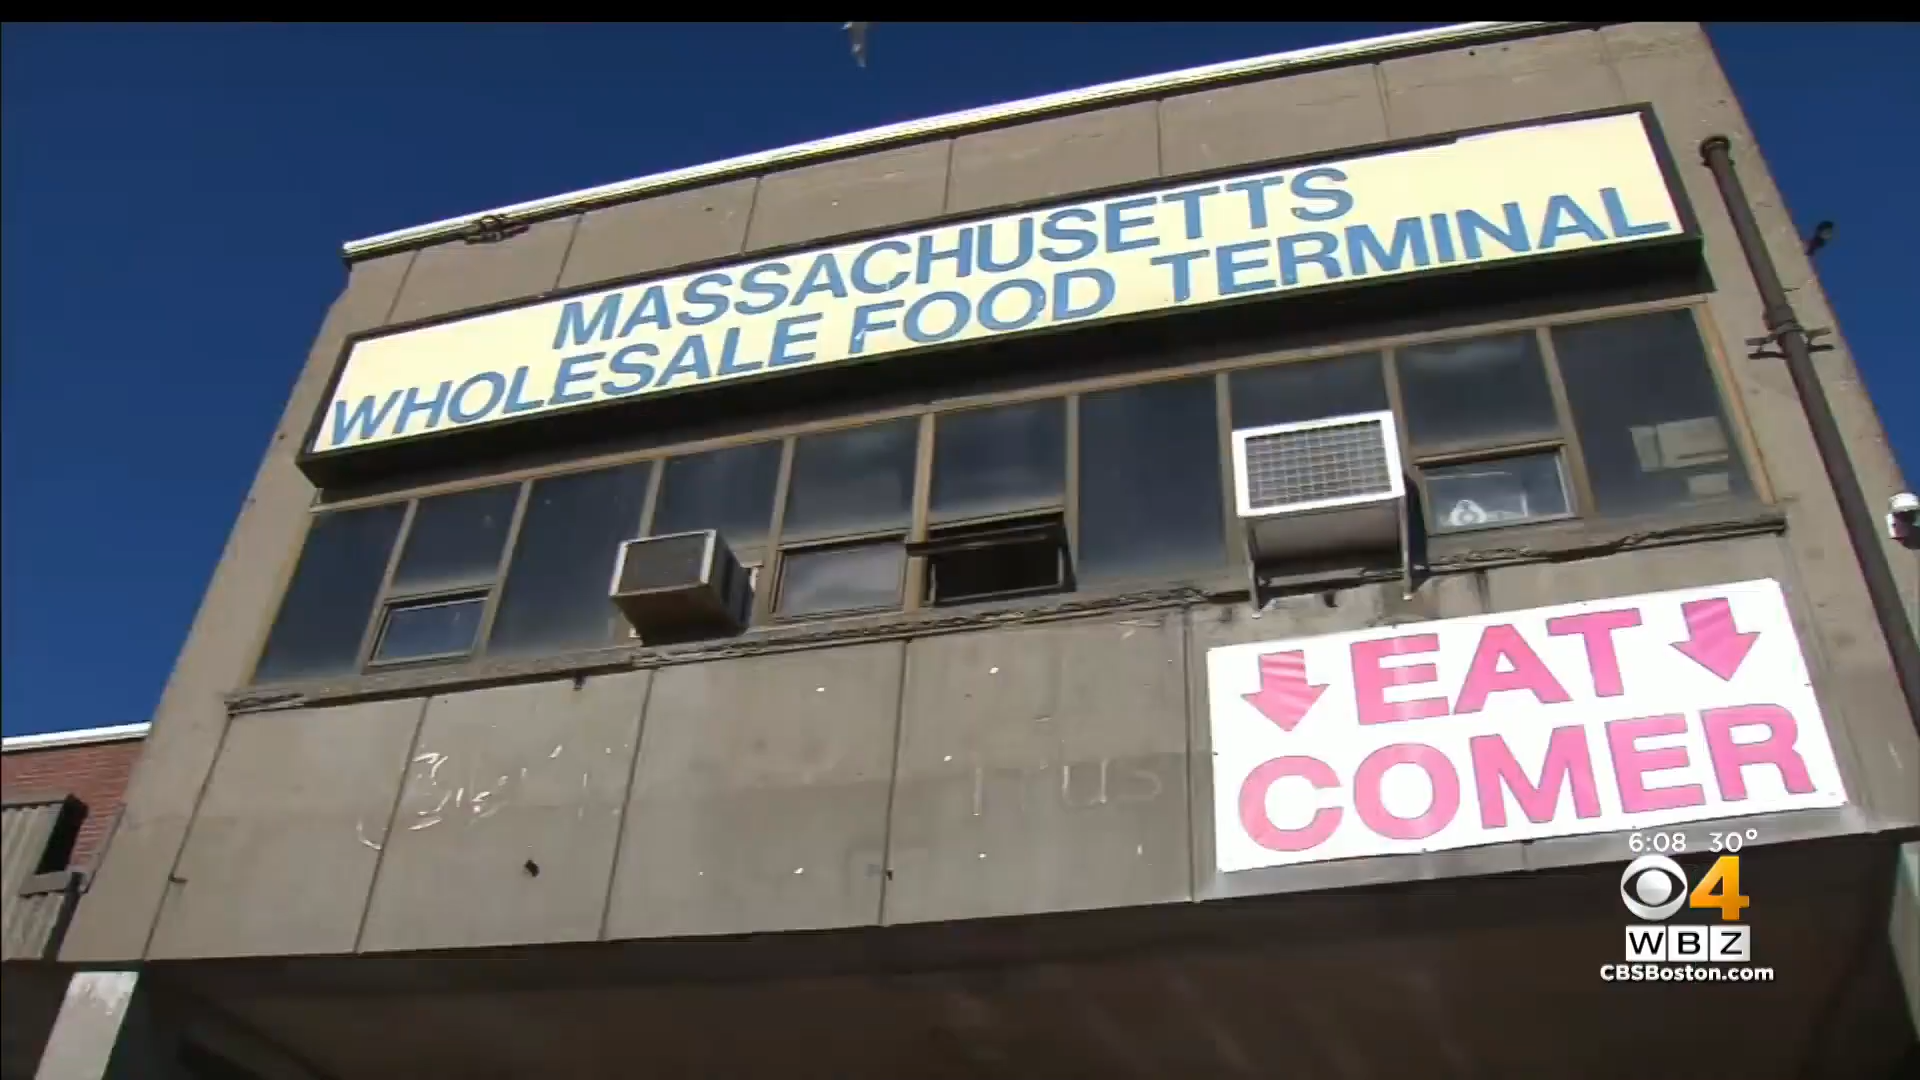 MASSACHUSETTS
WHOLESALE FOOD TERMINAL
EAT
COMER
6:08 30°
4
WBZ
CBSBoston.com